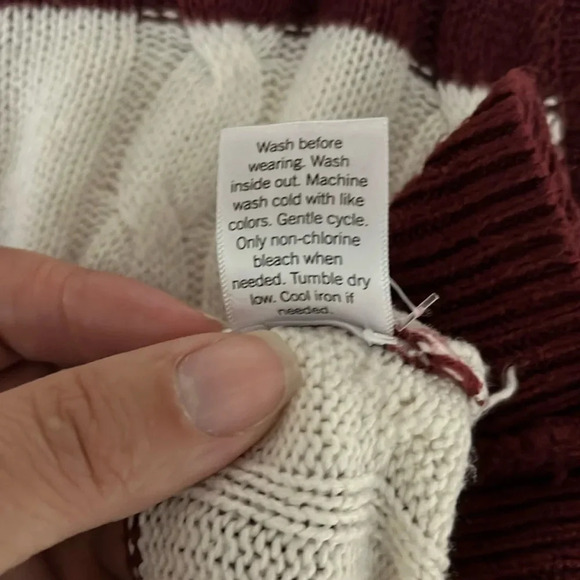 Wash before
wearing. Wash
inside out. Machine
wash cold with like
colors. Gentle cycle.
Only non-chlorine
bleach when
needed. Tumble dry
low. Cool iron if
needed.